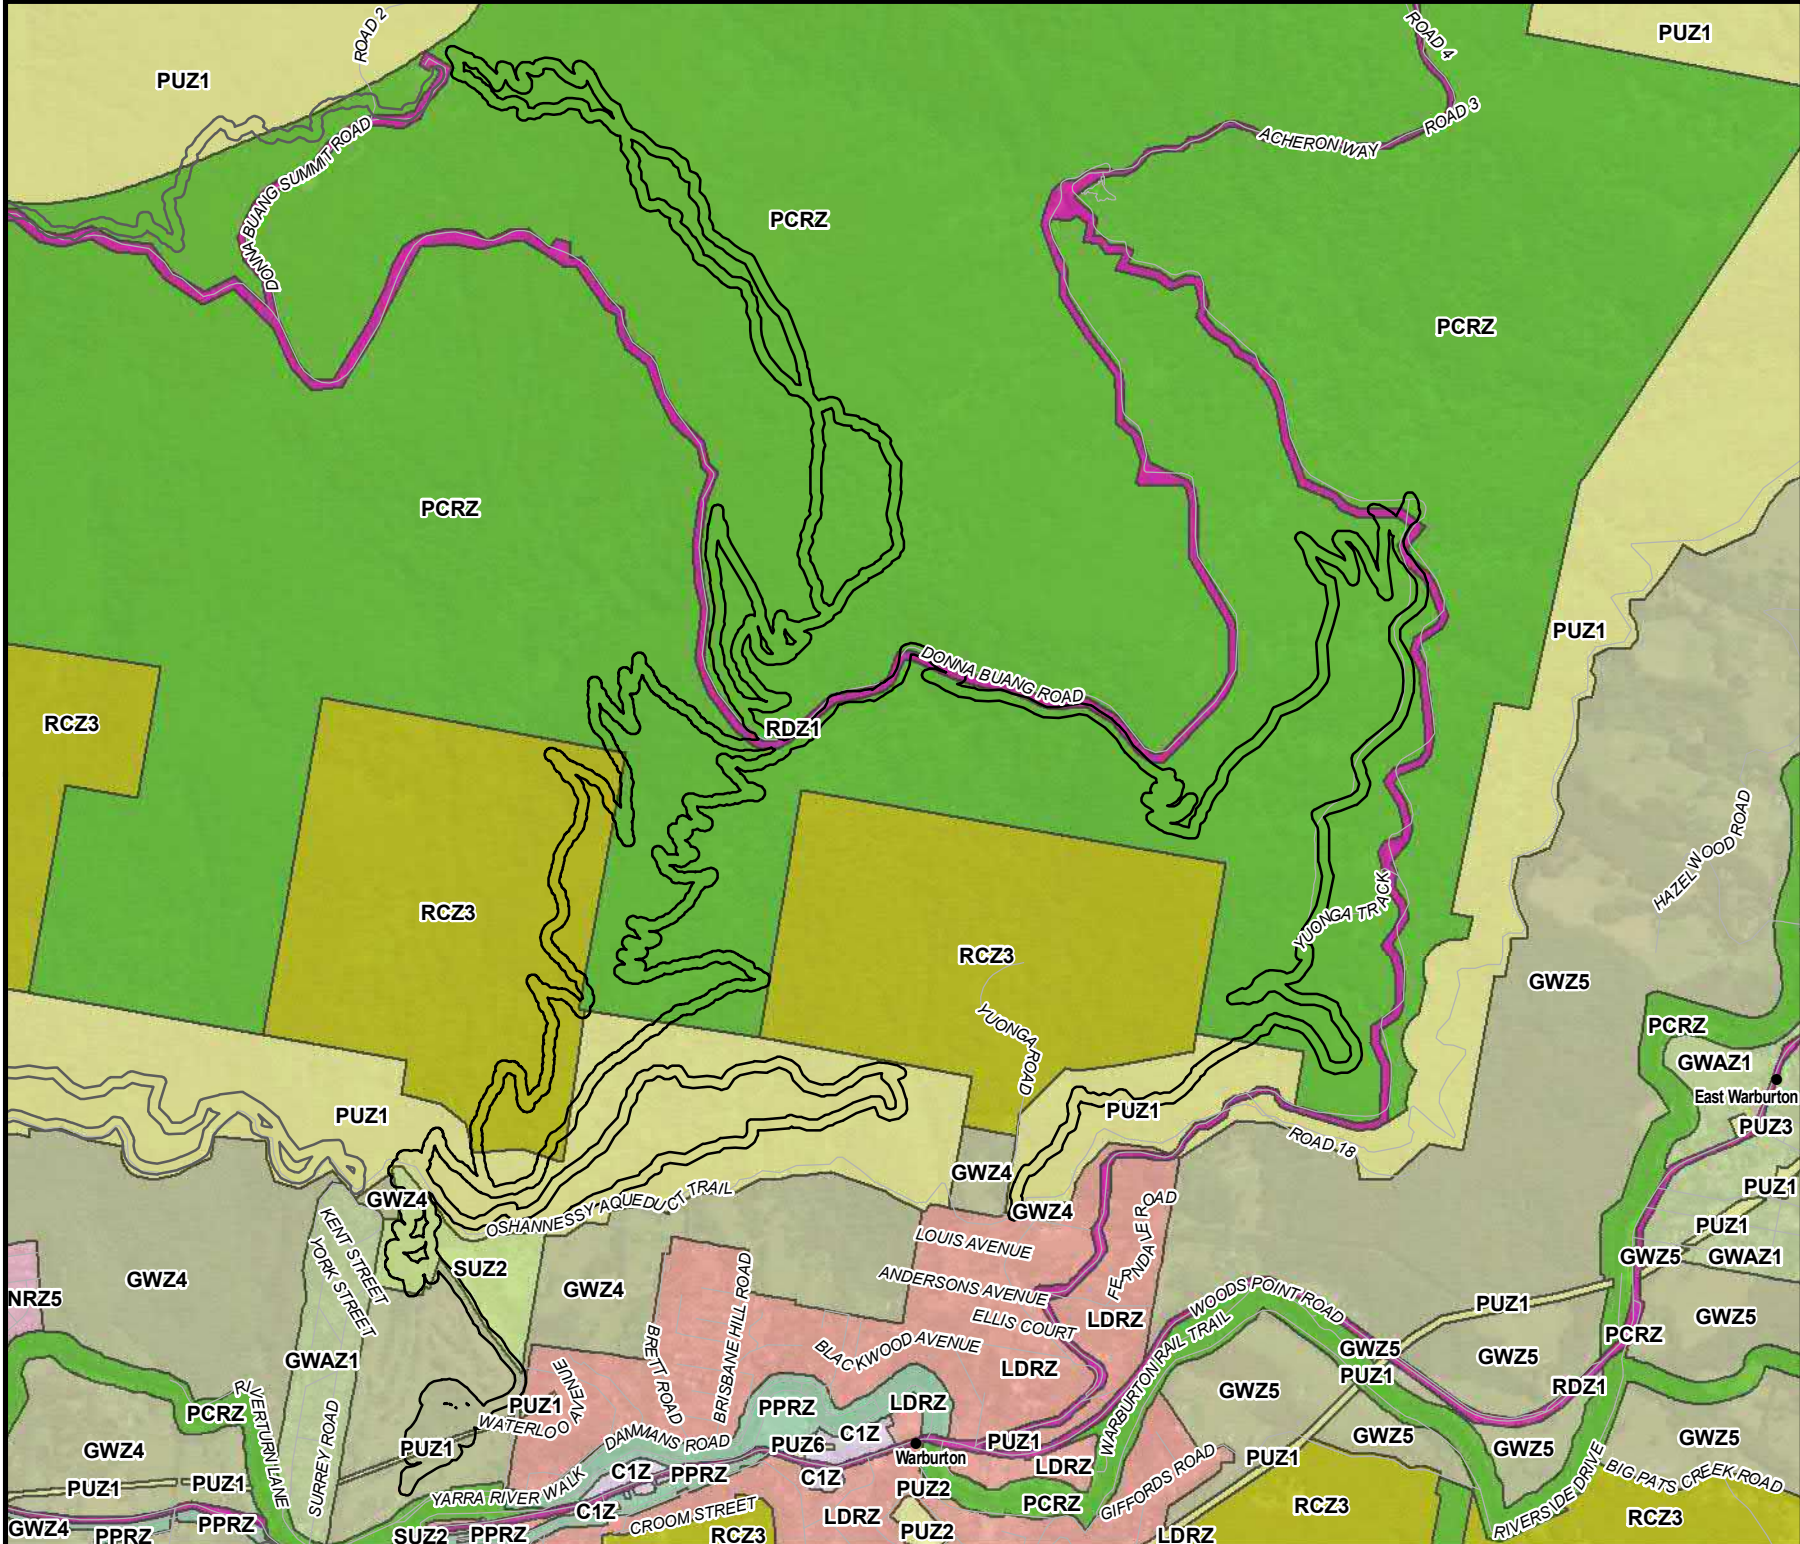 ROAD 2
ROAD 4
PUZ1
PUZ1
ROAD 3
ACHERON WAY
DONNA BUANG SUMMIT ROAD
PCRZ
PCRZ
PCRZ
PUZ1
DONNA BUANG ROAD
RCZ3
RDZ1
HAZELWOOD ROAD
YUONGA TRACK
RCZ3
RCZ3
GWZ5
YUONGA ROAD
PCRZ
GWAZ1
East Warburton
PUZ1
PUZ1
PUZ3
ROAD 18
GWZ4
PUZ1
GWZ4
GWZ4
OSHANNESSY AQUEDUCT TRAIL
FERNDALE ROAD
PUZ1
KENT STREET
YORK STREET
LOUIS AVENUE
GWZ5
GWAZ1
SUZ2
GWZ4
GWZ4
ANDERSONS AVENUE
WOODS POINT ROAD
NRZ5
PUZ1
GWZ5
BRISBANE HILL ROAD
ELLIS COURT
LDRZ
PCRZ
BRETT ROAD
BLACKWOOD AVENUE
WARBURTON RAIL TRAIL
GWZ5
GWZ5
GWAZ1
LDRZ
PUZ1
RDZ1
GWZ5
RIVERTURN LANE
PCRZ
PUZ1
WATERLOO AVENUE
PPRZ
LDRZ
SURREY ROAD
DAMMANS ROAD
C1Z
GWZ5
GWZ5
GWZ5
GWZ4
PUZ1
PUZ6
PUZ1
Warburton
PUZ1
PUZ1
PUZ1
C1Z
PPRZ
C1Z
LDRZ
GIFFORDS ROAD
RIVERSIDE DRIVE
BIG PATS CREEK ROAD
YARRA RIVER WALK
PUZ2
PCRZ
RCZ3
C1Z
CROOM STREET
LDRZ
RCZ3
GWZ4
PPRZ
PPRZ
SUZ2
PPRZ
RCZ3
PUZ2
LDRZ